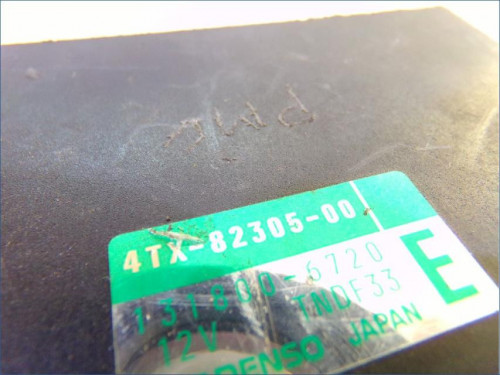 4TX-82305-00
131800-6720
12V TNDF33
E
DENSO JAPAN